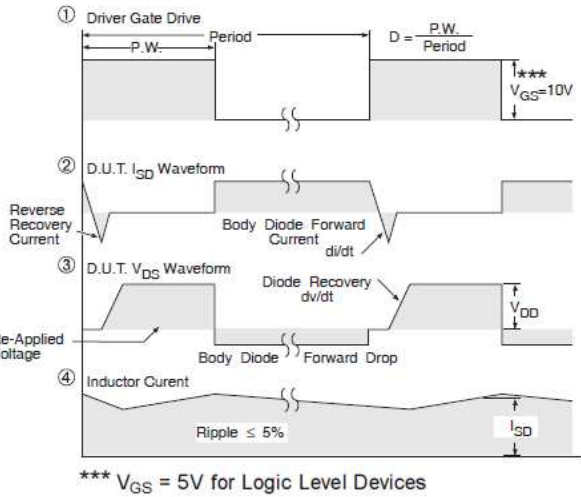 ① Driver Gate Drive
P.W.
Period
D = P.W.
Period
***
VGS=10V
② D.U.T. ISD Waveform
Reverse
Recovery
Current
Body Diode Forward
Current
di/dt
③ D.U.T. VDS Waveform
Diode Recovery
dv/dt
VDD
e-Applied
oltage
Body Diode Forward Drop
④ Inductor Curent
Ripple ≤ 5%
ISD
*** VGS = 5V for Logic Level Devices